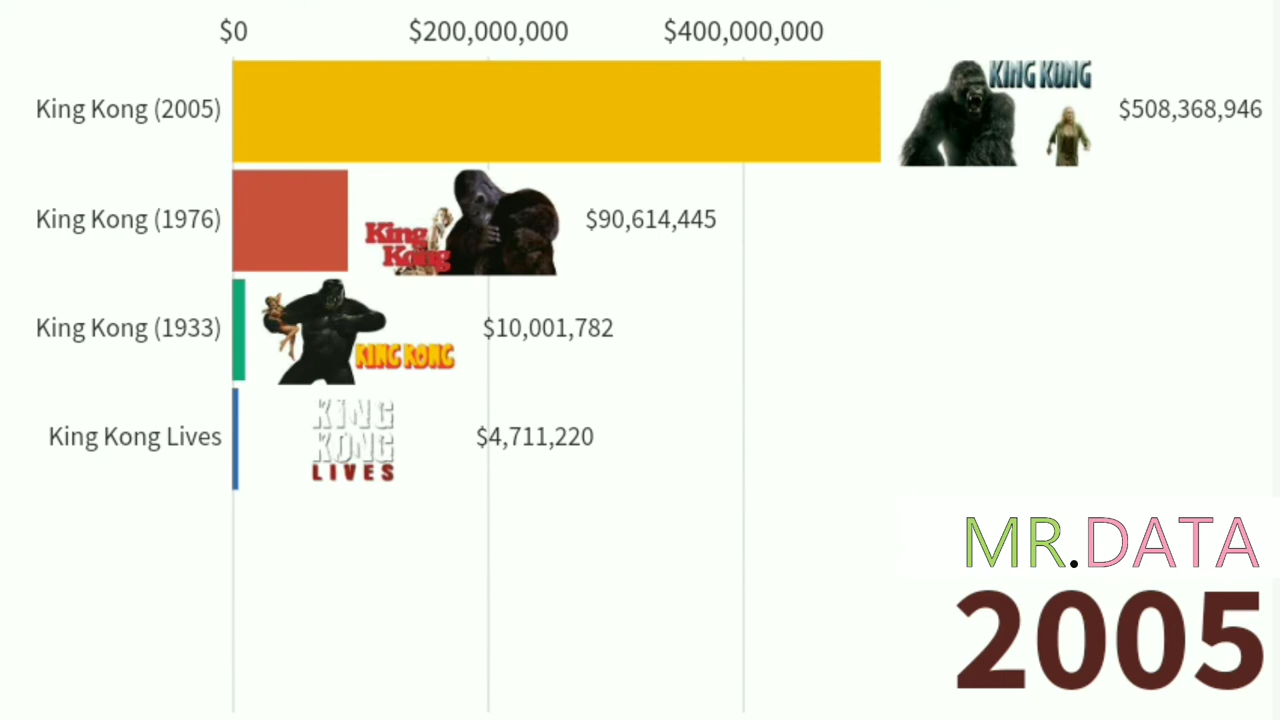 $0 $200,000,000 $400,000,000
King Kong (2005) KING KONG $508,368,946
King Kong (1976) King Kong $90,614,445
King Kong (1933) KING KONG $10,001,782
King Kong Lives KING KONG LIVES $4,711,220
MR.DATA
2005